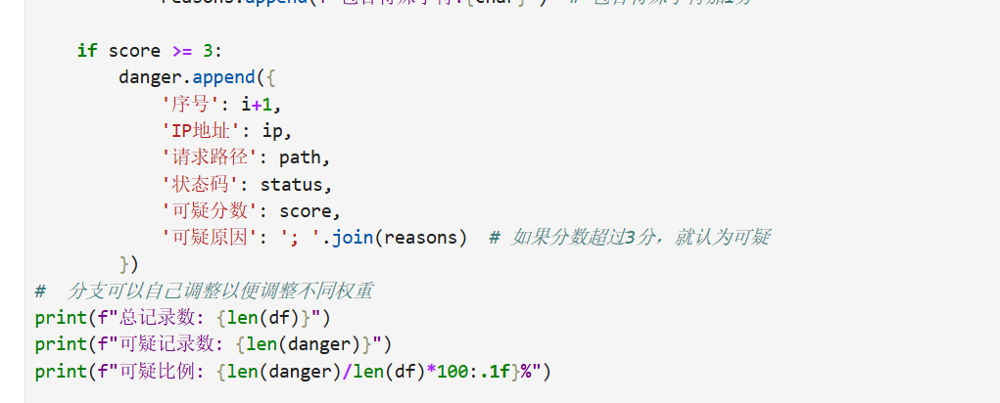 if score >= 3:
danger.append({
'序号': i+1,
'IP地址': ip,
'请求路径': path,
'状态码': status,
'可疑分数': score,
'可疑原因': '; '.join(reasons)  # 如果分数超过3分，就认为可疑
})
#  分支可以自己调整以便调整不同权重
print(f"总记录数: {len(df)}")
print(f"可疑记录数: {len(danger)}")
print(f"可疑比例: {len(danger)/len(df)*100:.1f}%")